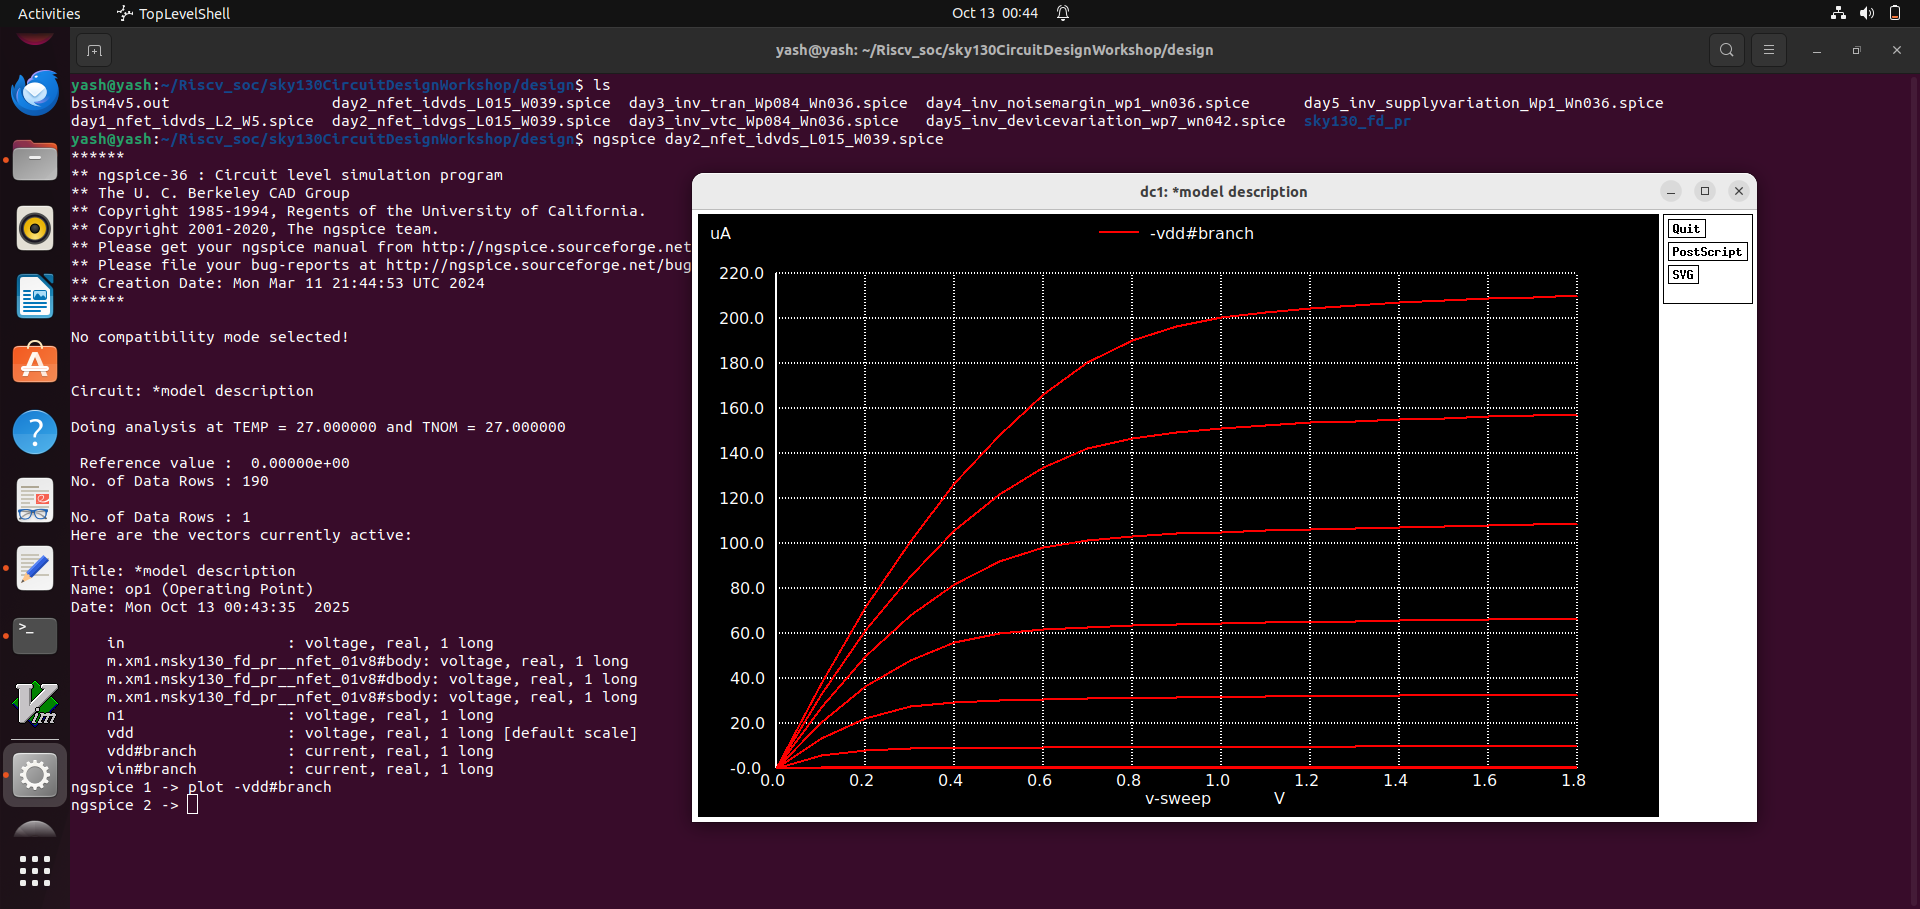 Activities TopLevelShell Oct 13 00:44
yash@yash: ~/Riscv_soc/sky130CircuitDesignWorkshop/design
yash@yash:~/Riscv_soc/sky130CircuitDesignWorkshop/design$ ls
bsim4v5.out day2_nfet_idvds_L015_W039.spice day3_inv_tran_Wp084_Wn036.spice day4_inv_noisemargin_wp1_wn036.spice day5_inv_supplyvariation_Wp1_Wn036.spice
day1_nfet_idvds_L2_W5.spice day2_nfet_idvgs_L015_W039.spice day3_inv_vtc_Wp084_Wn036.spice day5_inv_devicevariation_wp7_wn042.spice sky130_fd_pr
yash@yash:~/Riscv_soc/sky130CircuitDesignWorkshop/design$ ngspice day2_nfet_idvds_L015_W039.spice
******
** ngspice-36 : Circuit level simulation program
** The U. C. Berkeley CAD Group
** Copyright 1985-1994, Regents of the University of California.
** Copyright 2001-2020, The ngspice team.
** Please get your ngspice manual from http://ngspice.sourceforge.net
** Please file your bug-reports at http://ngspice.sourceforge.net/bug
** Creation Date: Mon Mar 11 21:44:53 UTC 2024
******
No compatibility mode selected!
Circuit: *model description
Doing analysis at TEMP = 27.000000 and TNOM = 27.000000
Reference value : 0.00000e+00
No. of Data Rows : 190
No. of Data Rows : 1
Here are the vectors currently active:
Title: *model description
Name: op1 (Operating Point)
Date: Mon Oct 13 00:43:35 2025
in : voltage, real, 1 long
m.xm1.msky130_fd_pr__nfet_01v8#body: voltage, real, 1 long
m.xm1.msky130_fd_pr__nfet_01v8#dbody: voltage, real, 1 long
m.xm1.msky130_fd_pr__nfet_01v8#sbody: voltage, real, 1 long
n1 : voltage, real, 1 long
vdd : voltage, real, 1 long [default scale]
vdd#branch : current, real, 1 long
vin#branch : current, real, 1 long
ngspice 1 -> plot -vdd#branch
ngspice 2 ->
dc1: *model description
uA -vdd#branch
Quit
PostScript
SVG
220.0
200.0
180.0
160.0
140.0
120.0
100.0
80.0
60.0
40.0
20.0
-0.0
0.0 0.2 0.4 0.6 0.8 1.0 1.2 1.4 1.6 1.8
v-sweep V